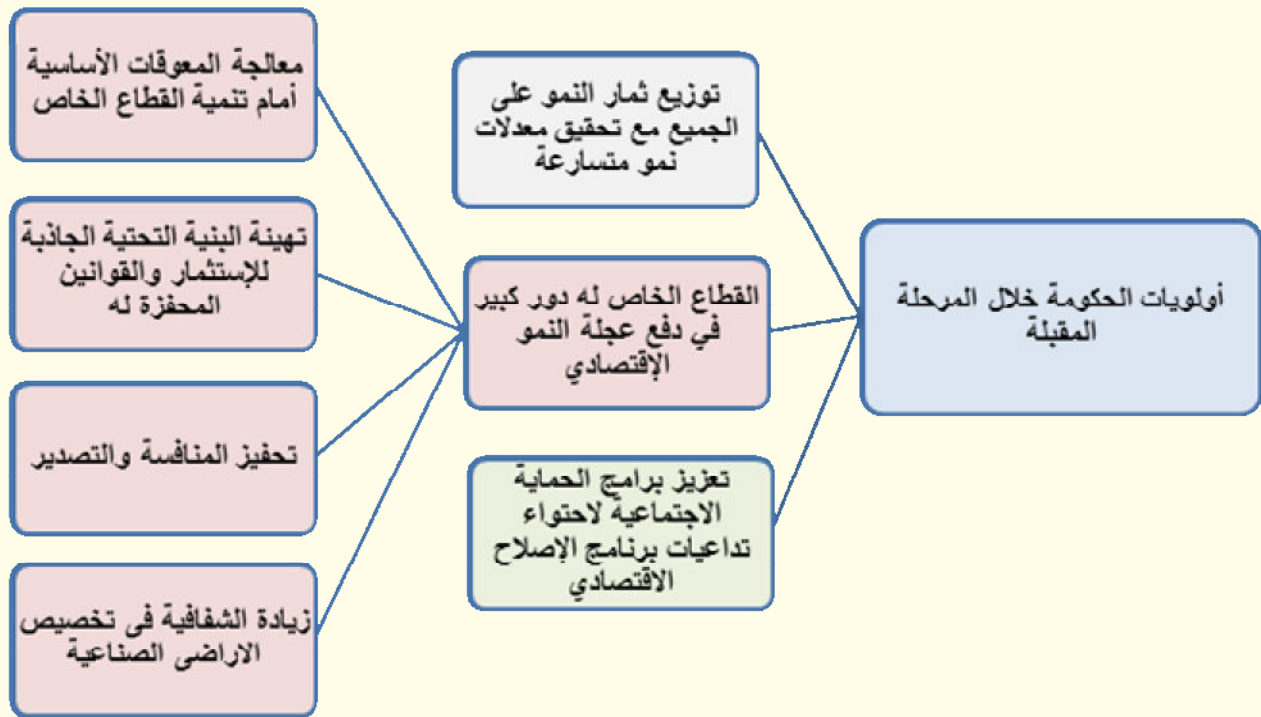 أولويات الحكومة خلال المرحلة
المقبلة
توزيع ثمار النمو على
الجميع مع تحقيق معدلات
نمو متسارعة
القطاع الخاص له دور كبير
في دفع عجلة النمو
الإقتصادي
تعزيز برامج الحماية
الاجتماعية لاحتواء
تداعيات برنامج الإصلاح
الاقتصادي
معالجة المعوقات الأساسية
أمام تنمية القطاع الخاص
تهيئة البنية التحتية الجاذبة
للإستثمار والقوانين
المحفزة له
تحفيز المنافسة والتصدير
زيادة الشفافية فى تخصيص
الاراضى الصناعية